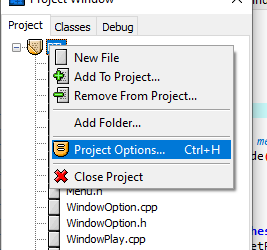 Project Window
Project Classes Debug
New File
Add To Project...
Remove From Project...
Add Folder...
Project Options... Ctrl+H
Close Project
Menu.h
WindowOption.cpp
WindowOption.h
WindowPlay.cpp